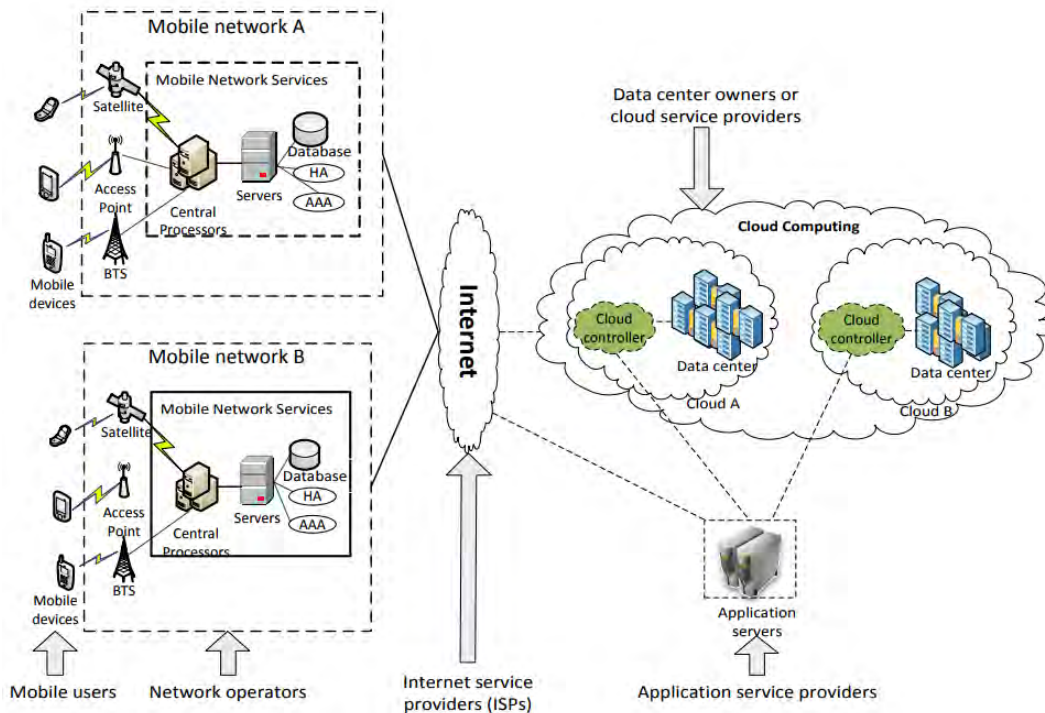 Mobile network A
Mobile Network Services
Satellite
Database
HA
AAA
Access
Point
Servers
Central
Processors
BTS
Mobile
devices
Mobile network B
Mobile Network Services
Satellite
Database
HA
AAA
Access
Point
Servers
Central
Processors
BTS
Mobile
devices
Mobile users
Network operators
Internet
Internet service
providers (ISPs)
Data center owners or
cloud service providers
Cloud Computing
Cloud
controller
Data center
Cloud A
Cloud
controller
Data center
Cloud B
Application
servers
Application service providers